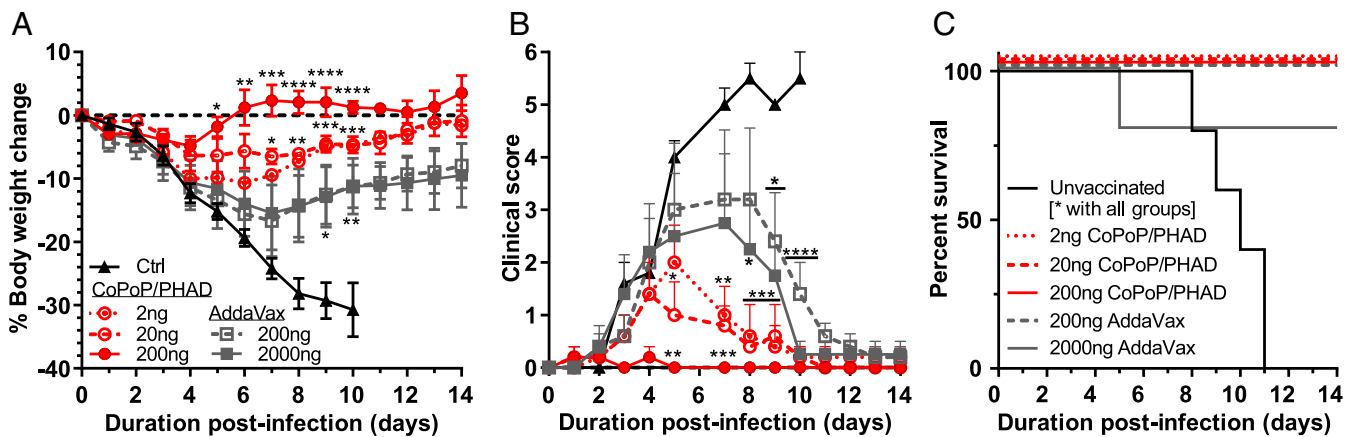 A
% Body weight change
10
0
-10
-20
-30
-40
0 2 4 6 8 10 12 14
Duration post-infection (days)
* ** *** **** **** ****
* ** *** ***
* **
Ctrl
CoPoP/PHAD
2ng
20ng
200ng
AddaVax
200ng
2000ng
B
Clinical score
6
5
4
3
2
1
0
0 2 4 6 8 10 12 14
Duration post-infection (days)
*
****
* ** * ***
** ***
C
Percent survival
100
50
0
0 2 4 6 8 10 12 14
Duration post-infection (days)
Unvaccinated
[* with all groups]
2ng CoPoP/PHAD
20ng CoPoP/PHAD
200ng CoPoP/PHAD
200ng AddaVax
2000ng AddaVax